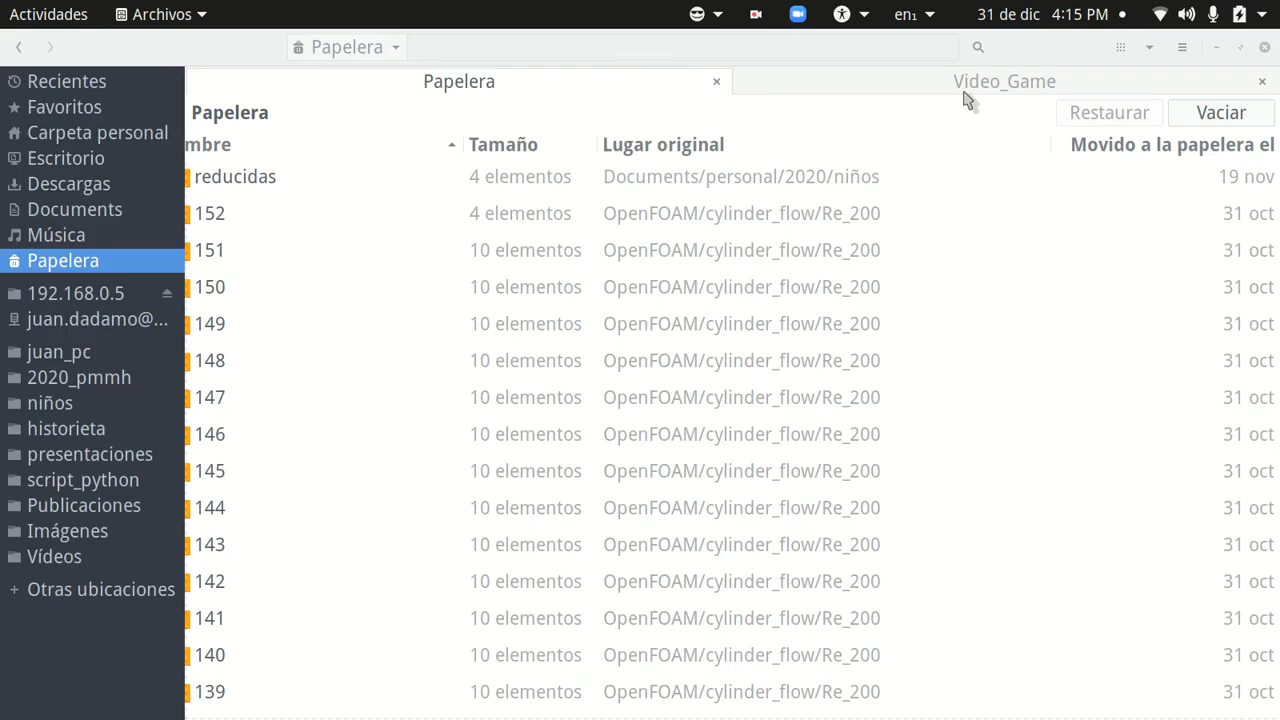 Actividades Archivos en₁ 31 de dic 4:15 PM
Papelera
Recientes
Favoritos
Carpeta personal
Escritorio
Descargas
Documents
Música
Papelera
192.168.0.5
juan.dadamo@...
juan_pc
2020_pmmh
niños
historieta
presentaciones
script_python
Publicaciones
Imágenes
Vídeos
+ Otras ubicaciones
Papelera Video_Game
Papelera Restaurar Vaciar
mbre Tamaño Lugar original Movido a la papelera el
reducidas 4 elementos Documents/personal/2020/niños 19 nov
152 4 elementos OpenFOAM/cylinder_flow/Re_200 31 oct
151 10 elementos OpenFOAM/cylinder_flow/Re_200 31 oct
150 10 elementos OpenFOAM/cylinder_flow/Re_200 31 oct
149 10 elementos OpenFOAM/cylinder_flow/Re_200 31 oct
148 10 elementos OpenFOAM/cylinder_flow/Re_200 31 oct
147 10 elementos OpenFOAM/cylinder_flow/Re_200 31 oct
146 10 elementos OpenFOAM/cylinder_flow/Re_200 31 oct
145 10 elementos OpenFOAM/cylinder_flow/Re_200 31 oct
144 10 elementos OpenFOAM/cylinder_flow/Re_200 31 oct
143 10 elementos OpenFOAM/cylinder_flow/Re_200 31 oct
142 10 elementos OpenFOAM/cylinder_flow/Re_200 31 oct
141 10 elementos OpenFOAM/cylinder_flow/Re_200 31 oct
140 10 elementos OpenFOAM/cylinder_flow/Re_200 31 oct
139 10 elementos OpenFOAM/cylinder_flow/Re_200 31 oct